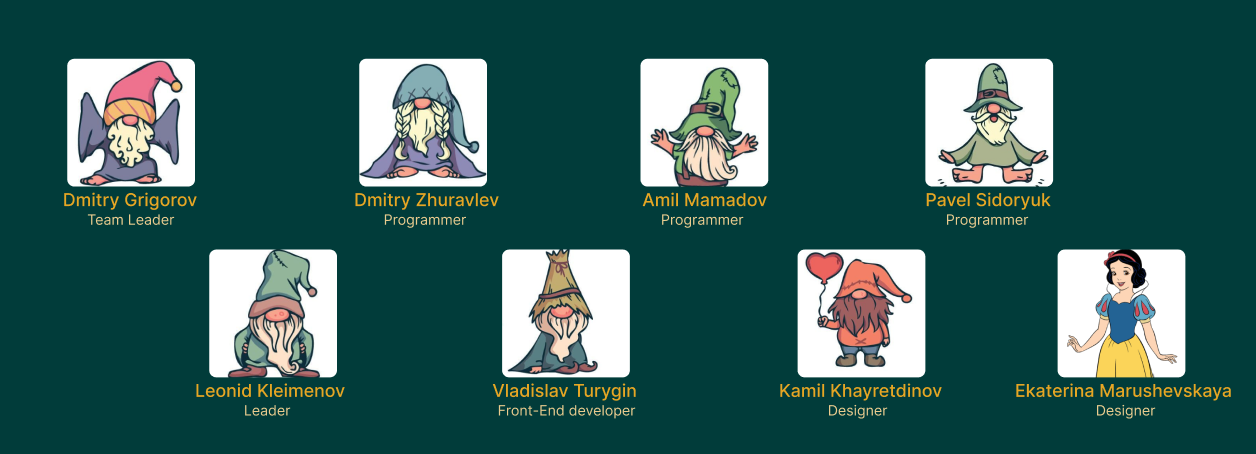 Dmitry Grigorov
Team Leader
Dmitry Zhuravlev
Programmer
Amil Mamadov
Programmer
Pavel Sidoryuk
Programmer
Leonid Kleimenov
Leader
Vladislav Turygin
Front-End developer
Kamil Khayretdinov
Designer
Ekaterina Marushevskaya
Designer